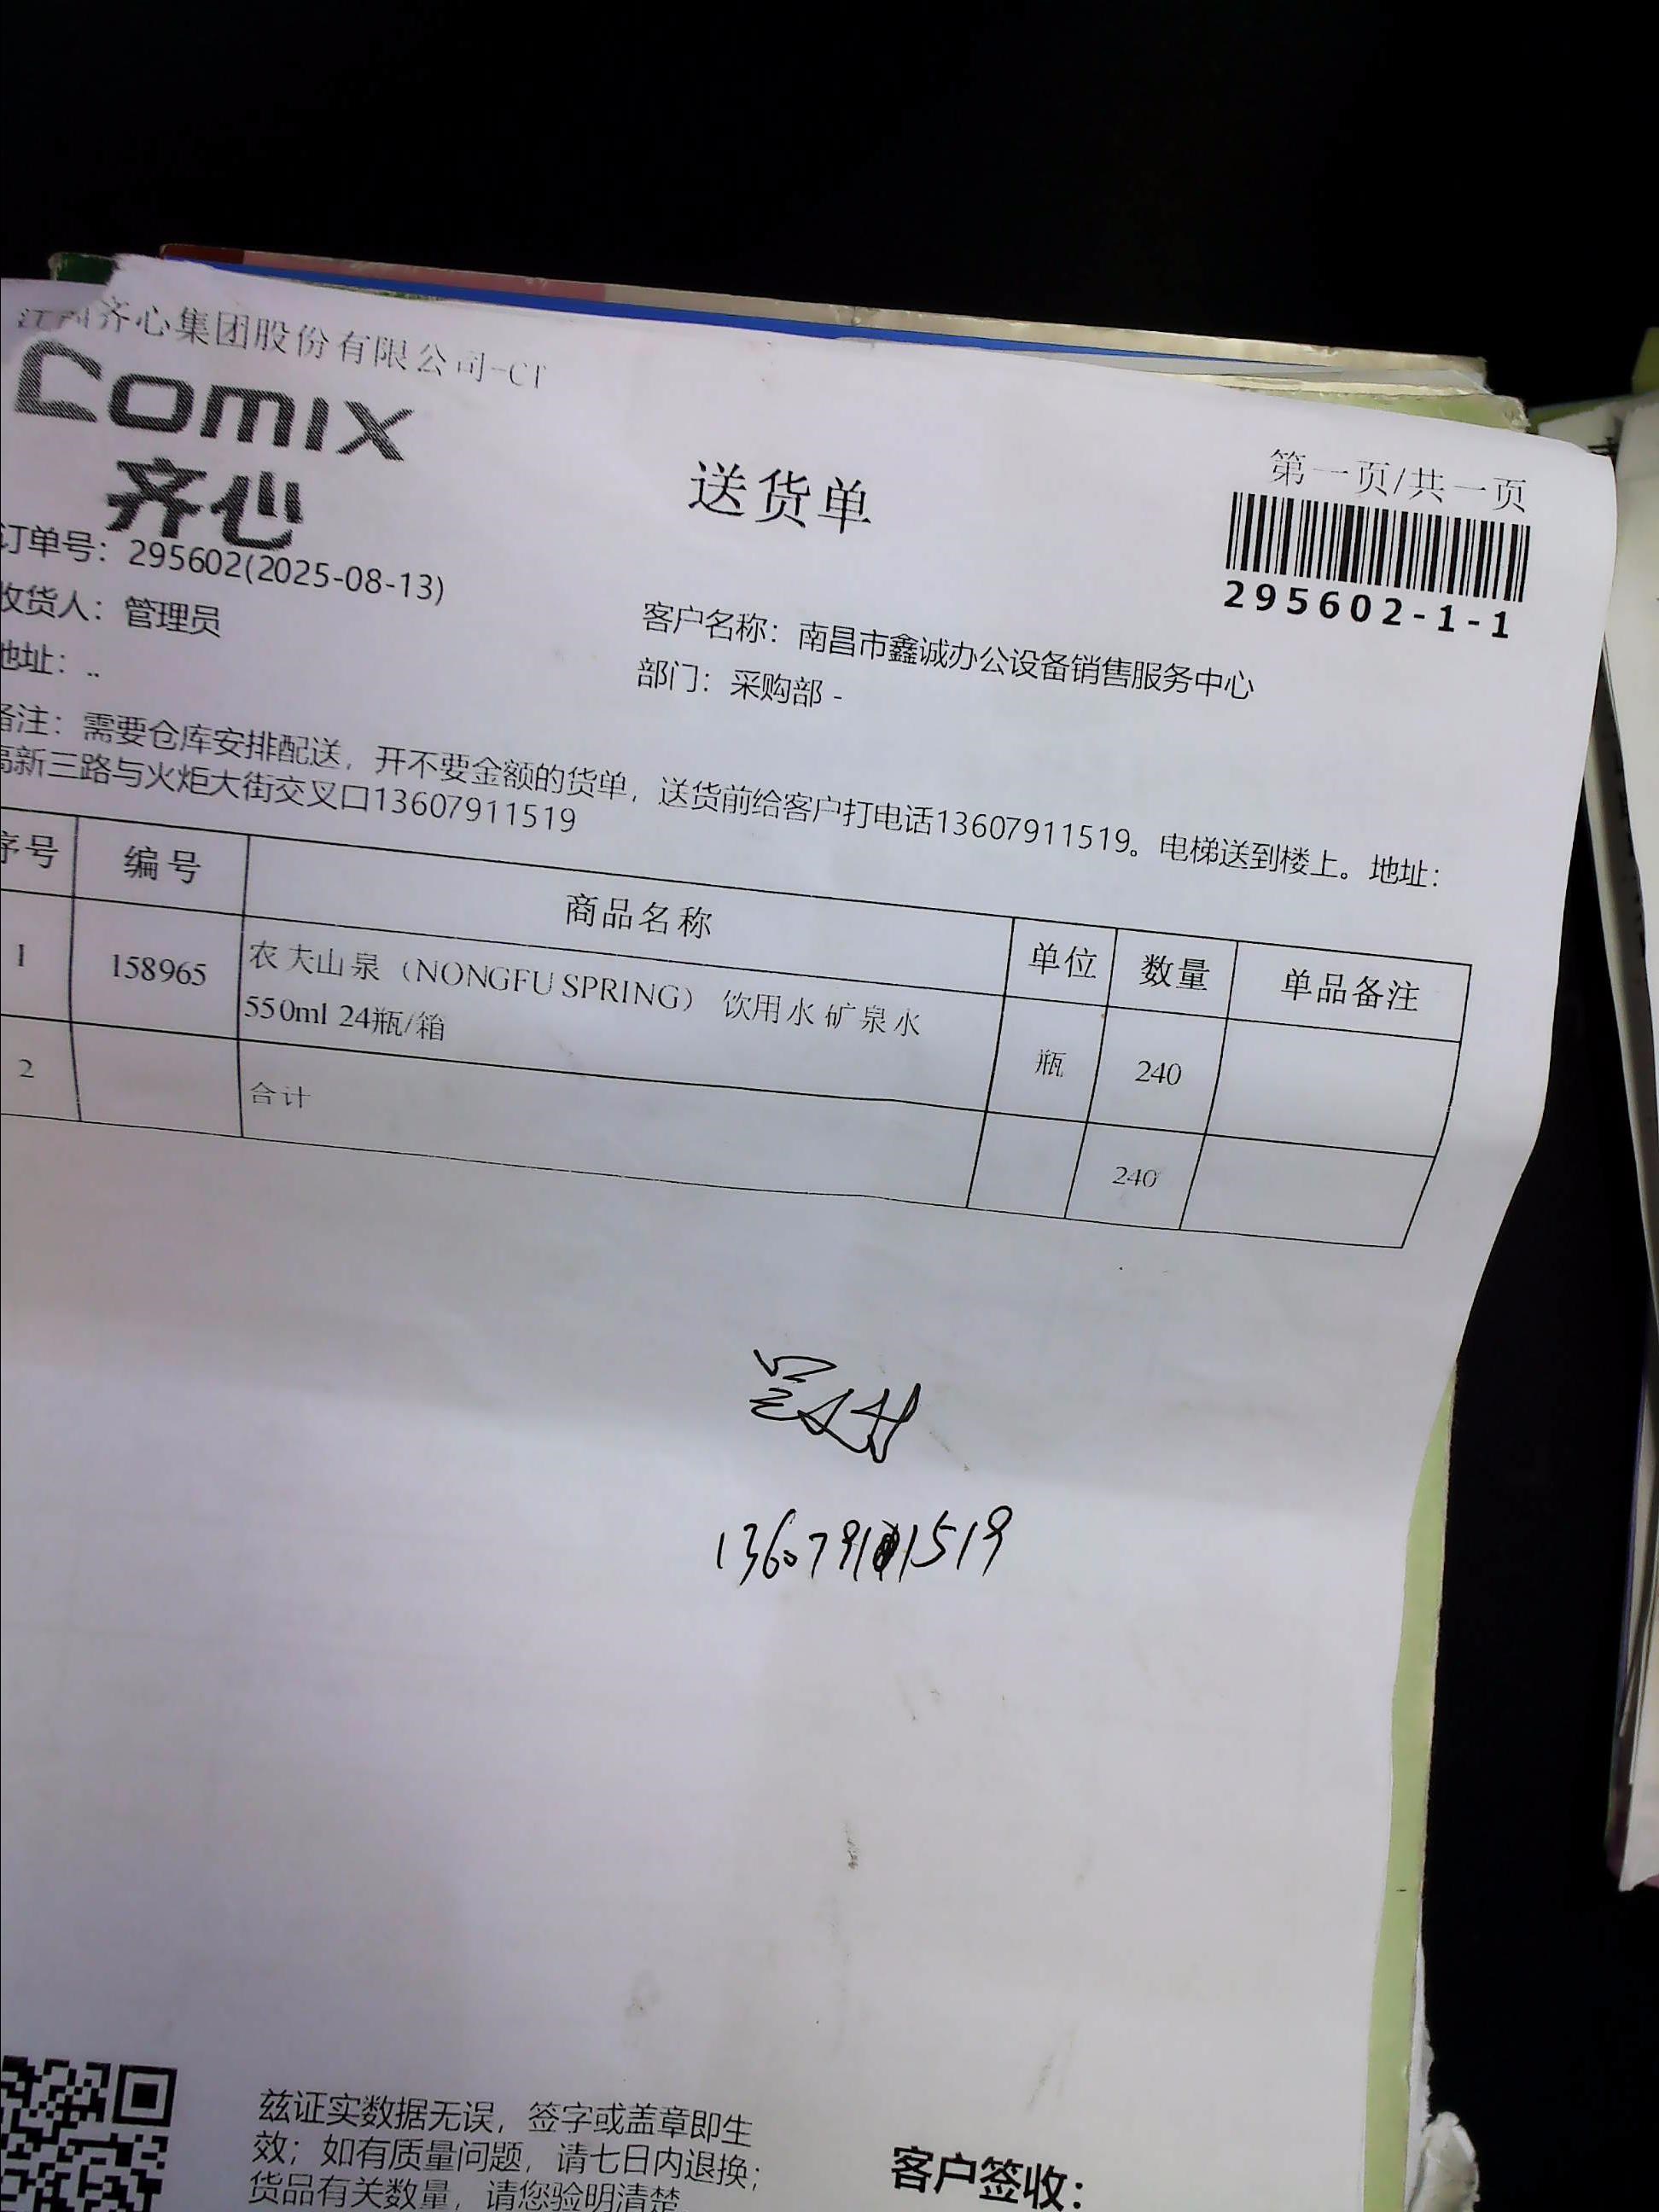 齐心集团股份有限公司-CT
comix
齐心
送货单
第一页/共一页
295602-1-1
订单号：295602(2025-08-13)
收货人：管理员
客户名称：南昌市鑫诚办公设备销售服务中心
地址：..
部门：采购部 -
备注：需要仓库安排配送，开不要金额的货单，送货前给客户打电话13607911519。电梯送到楼上。地址：
高新三路与火炬大街交叉口13607911519
序号 编号 商品名称 单位 数量 单品备注
1 158965 农夫山泉（NONGFU SPRING） 饮用水 矿泉水 瓶 240
550ml 24瓶/箱
2 合计 240
13607911519
兹证实数据无误，签字或盖章即生
效；如有质量问题，请七日内退换；
货品有关数量，请您验明清楚
客户签收：